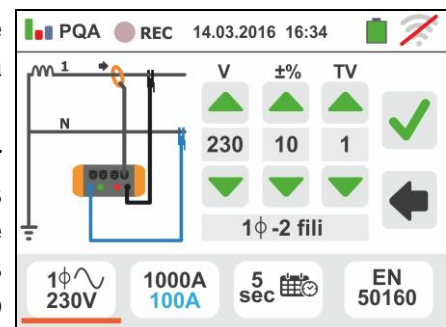 PQA REC 14.03.2016 16:34
1 V ±% TV
N
230 10 1
1ϕ -2 fili
1ϕ 230V
1000A 100A
5 sec
EN 50160